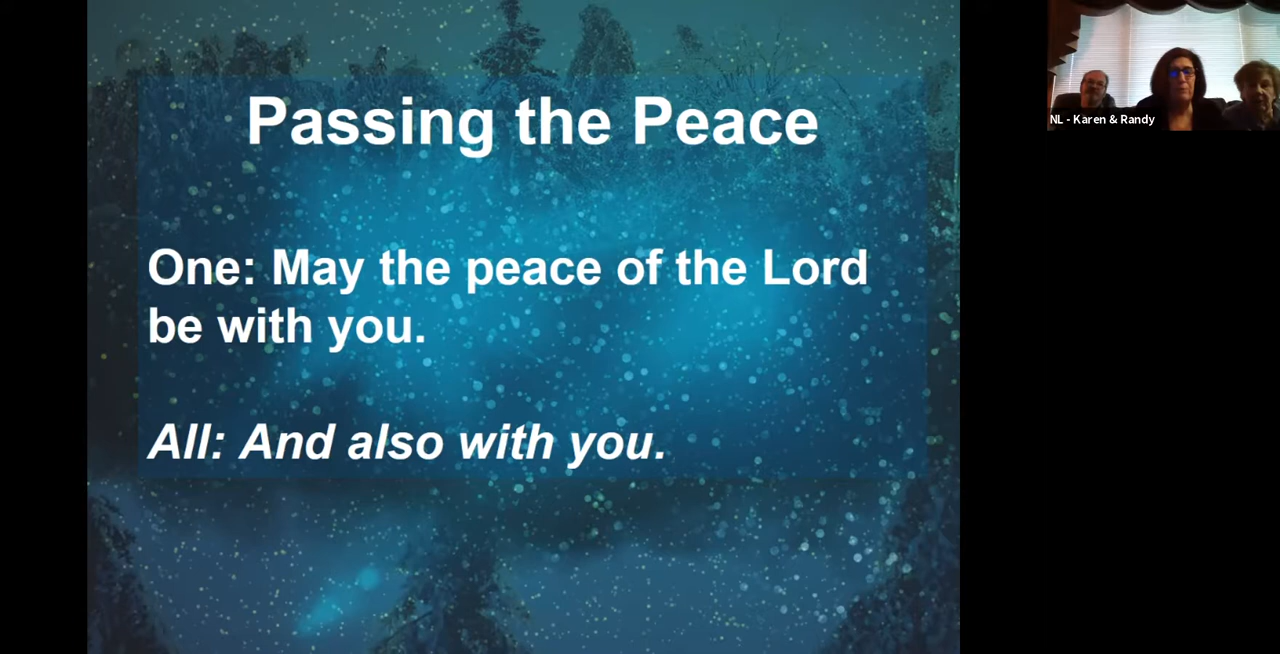 Passing the Peace
One: May the peace of the Lord
be with you.
All: And also with you.
NL - Karen & Randy